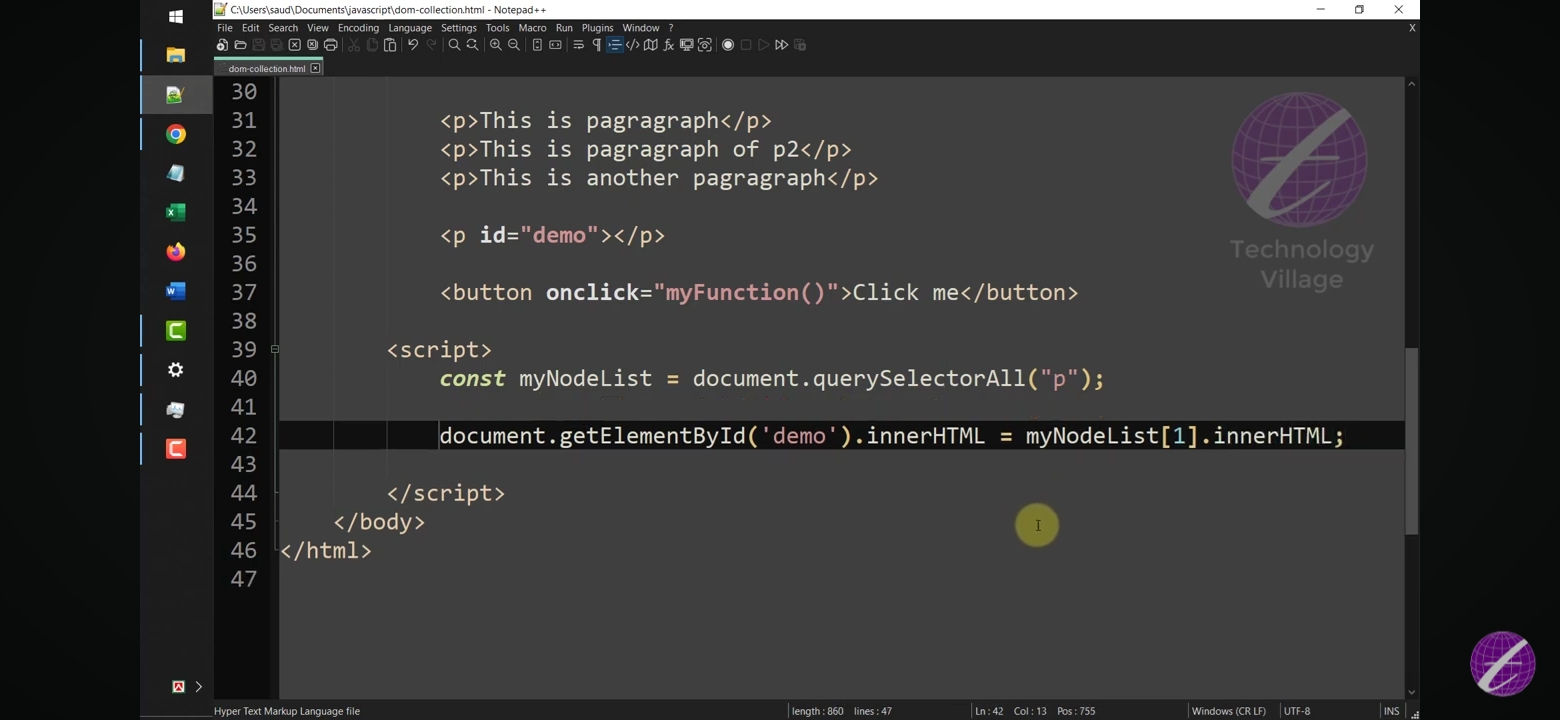 C:\Users\saud\Documents\javascript\dom-collection.html - Notepad++
File Edit Search View Encoding Language Settings Tools Macro Run Plugins Window ? X
dom-collection.html
30
31 <p>This is pagragraph</p>
32 <p>This is pagragraph of p2</p>
33 <p>This is another pagragraph</p>
34
35 <p id="demo"></p>
36
37 <button onclick="myFunction()">Click me</button>
38
39 <script>
40 const myNodeList = document.querySelectorAll("p");
41
42 document.getElementById('demo').innerHTML = myNodeList[1].innerHTML;
43
44 </script>
45 </body>
46 </html>
47
Technology
Village
Hyper Text Markup Language file length : 860 lines : 47 Ln : 42 Col : 13 Pos : 755 Windows (CR LF) UTF-8 INS